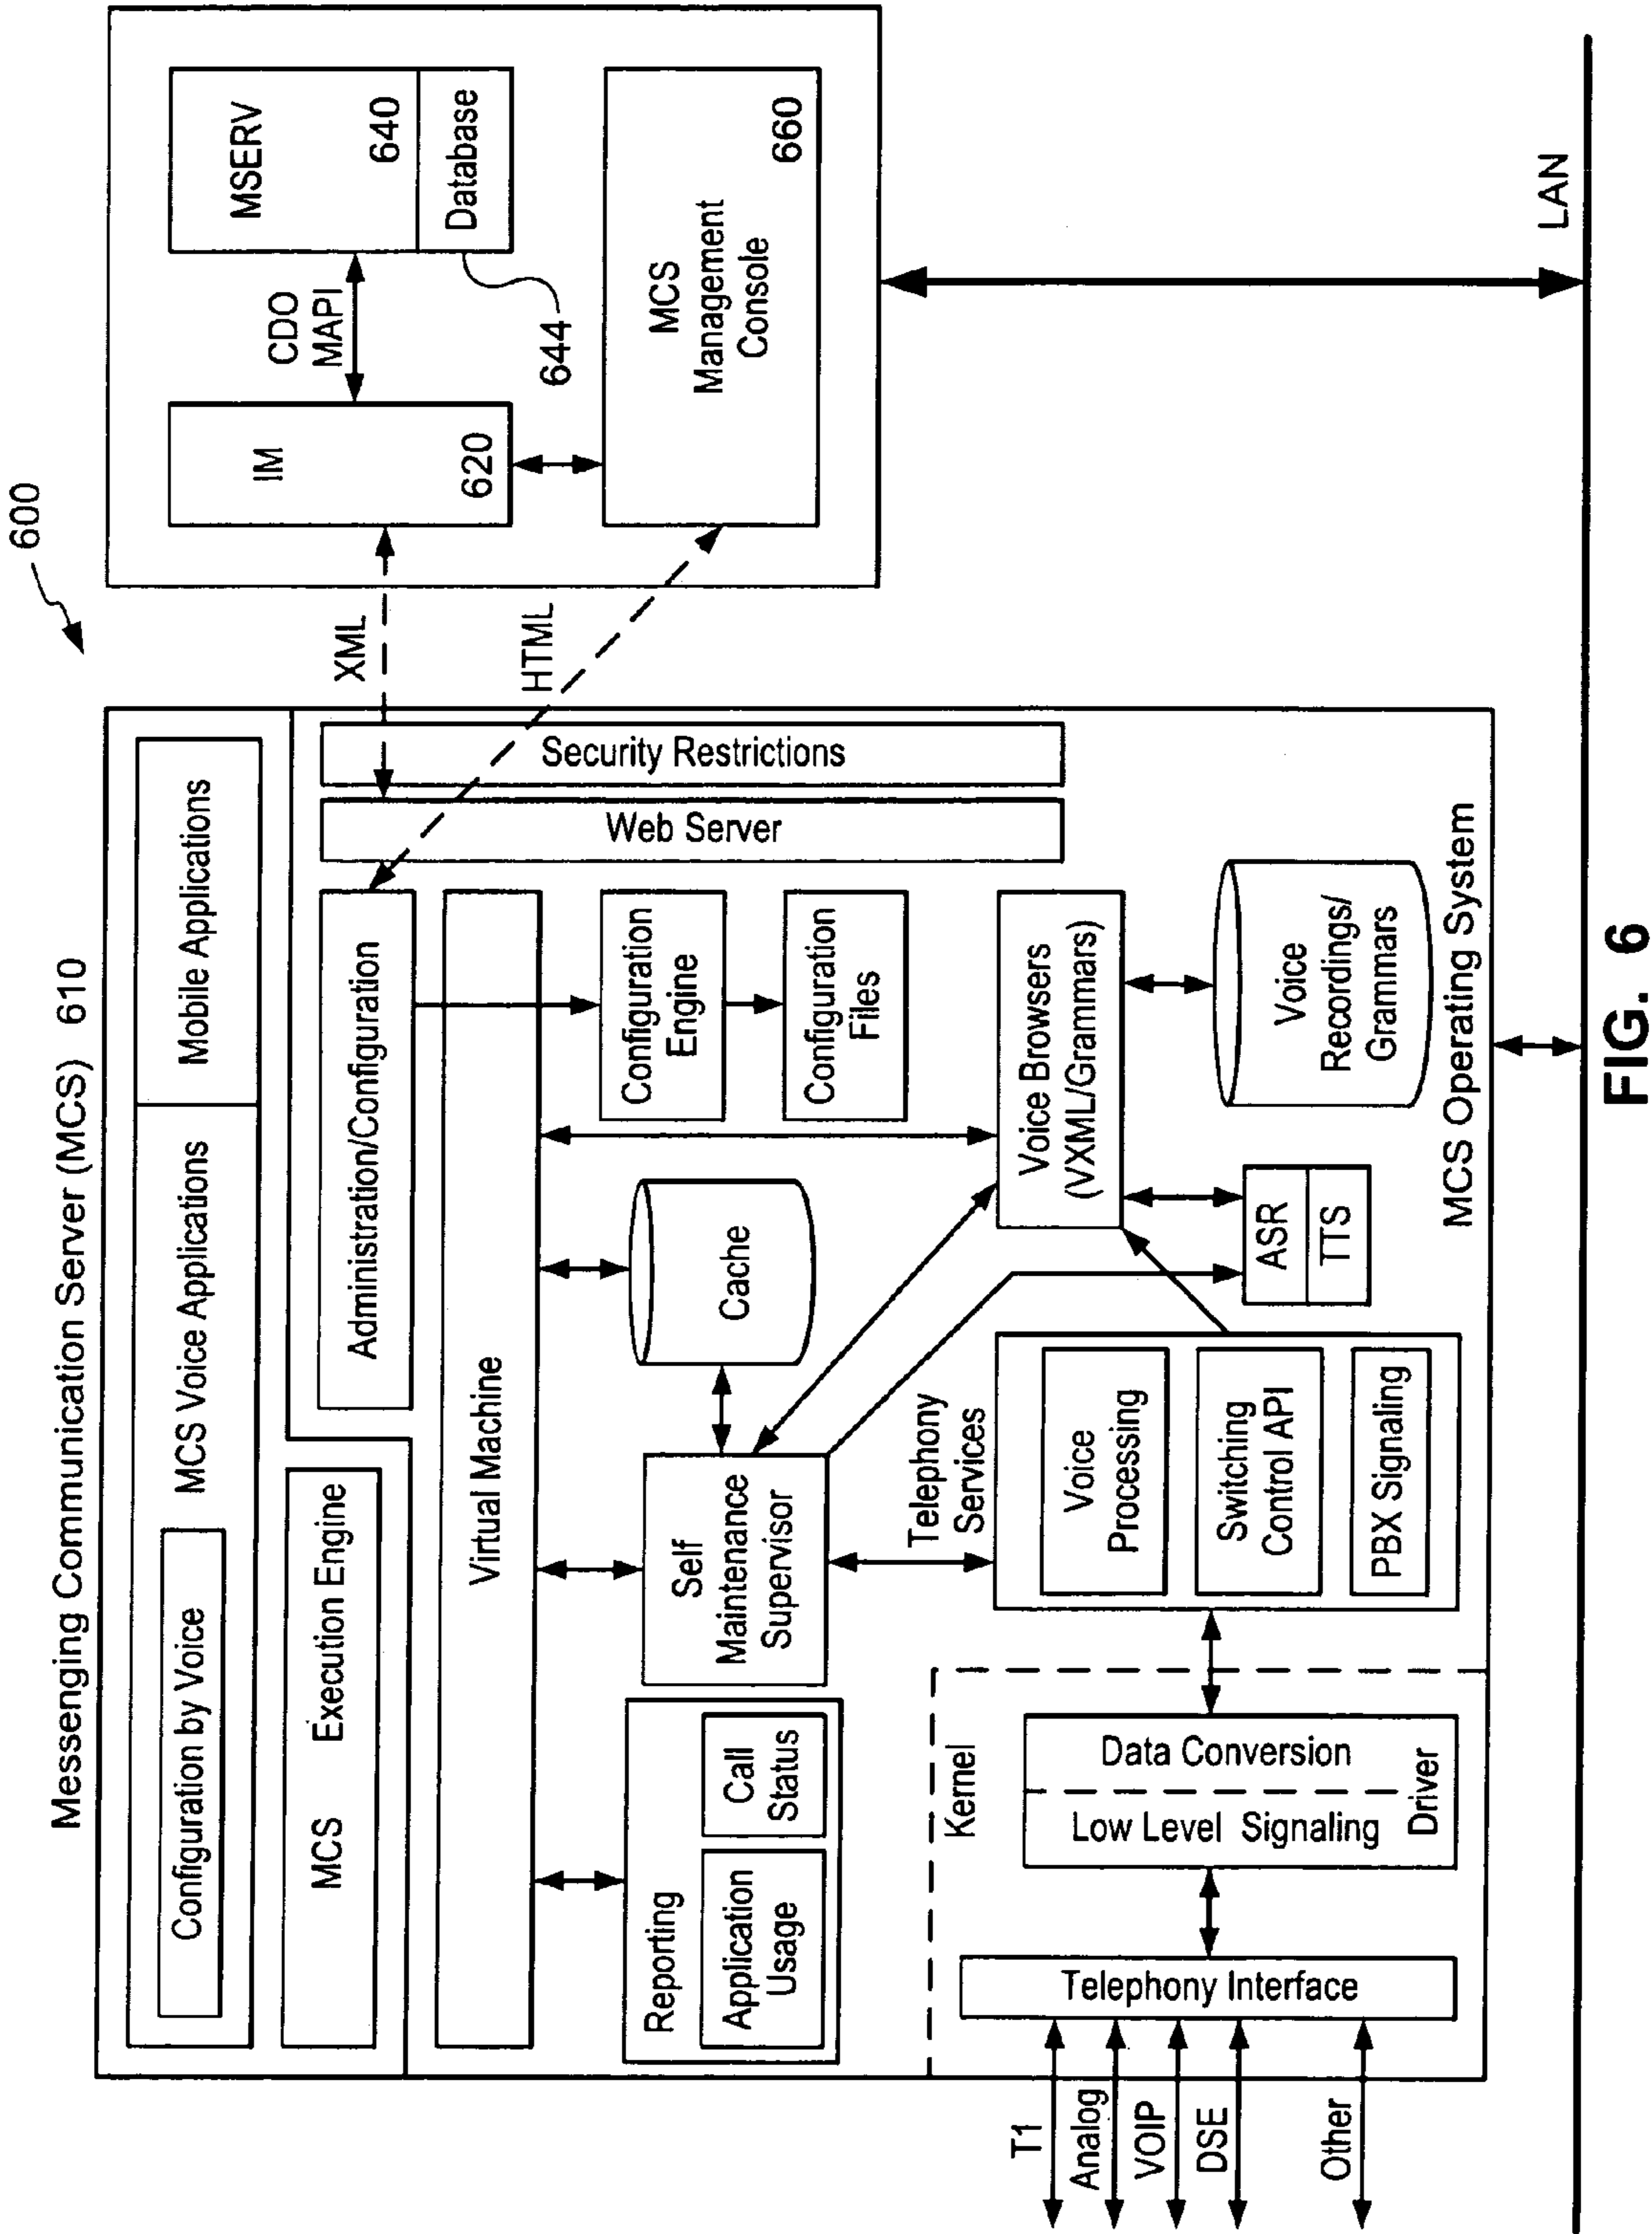 600
Messenging Communication Server (MCS) 610
Configuration by Voice
MCS Voice Applications
Mobile Applications
MCS Execution Engine
Administration/Configuration
Virtual Machine
Reporting
Application
Usage
Call
Status
Self
Maintenance
Supervisor
Cache
Configuration
Engine
Configuration
Files
Web Server
Security Restrictions
XML
HTML
IM
620
CDO
MAPI
MSERV
640
Database
644
MCS
Management
Console
660
Kernel
Telephony Interface
Low Level Signaling
Data Conversion
Driver
Telephony
Services
Voice
Processing
Switching
Control API
PBX Signaling
ASR
TTS
Voice Browsers
(VXML/Grammars)
Voice
Recordings/
Grammars
MCS Operating System
T1
Analog
VOIP
DSE
Other
LAN
FIG. 6